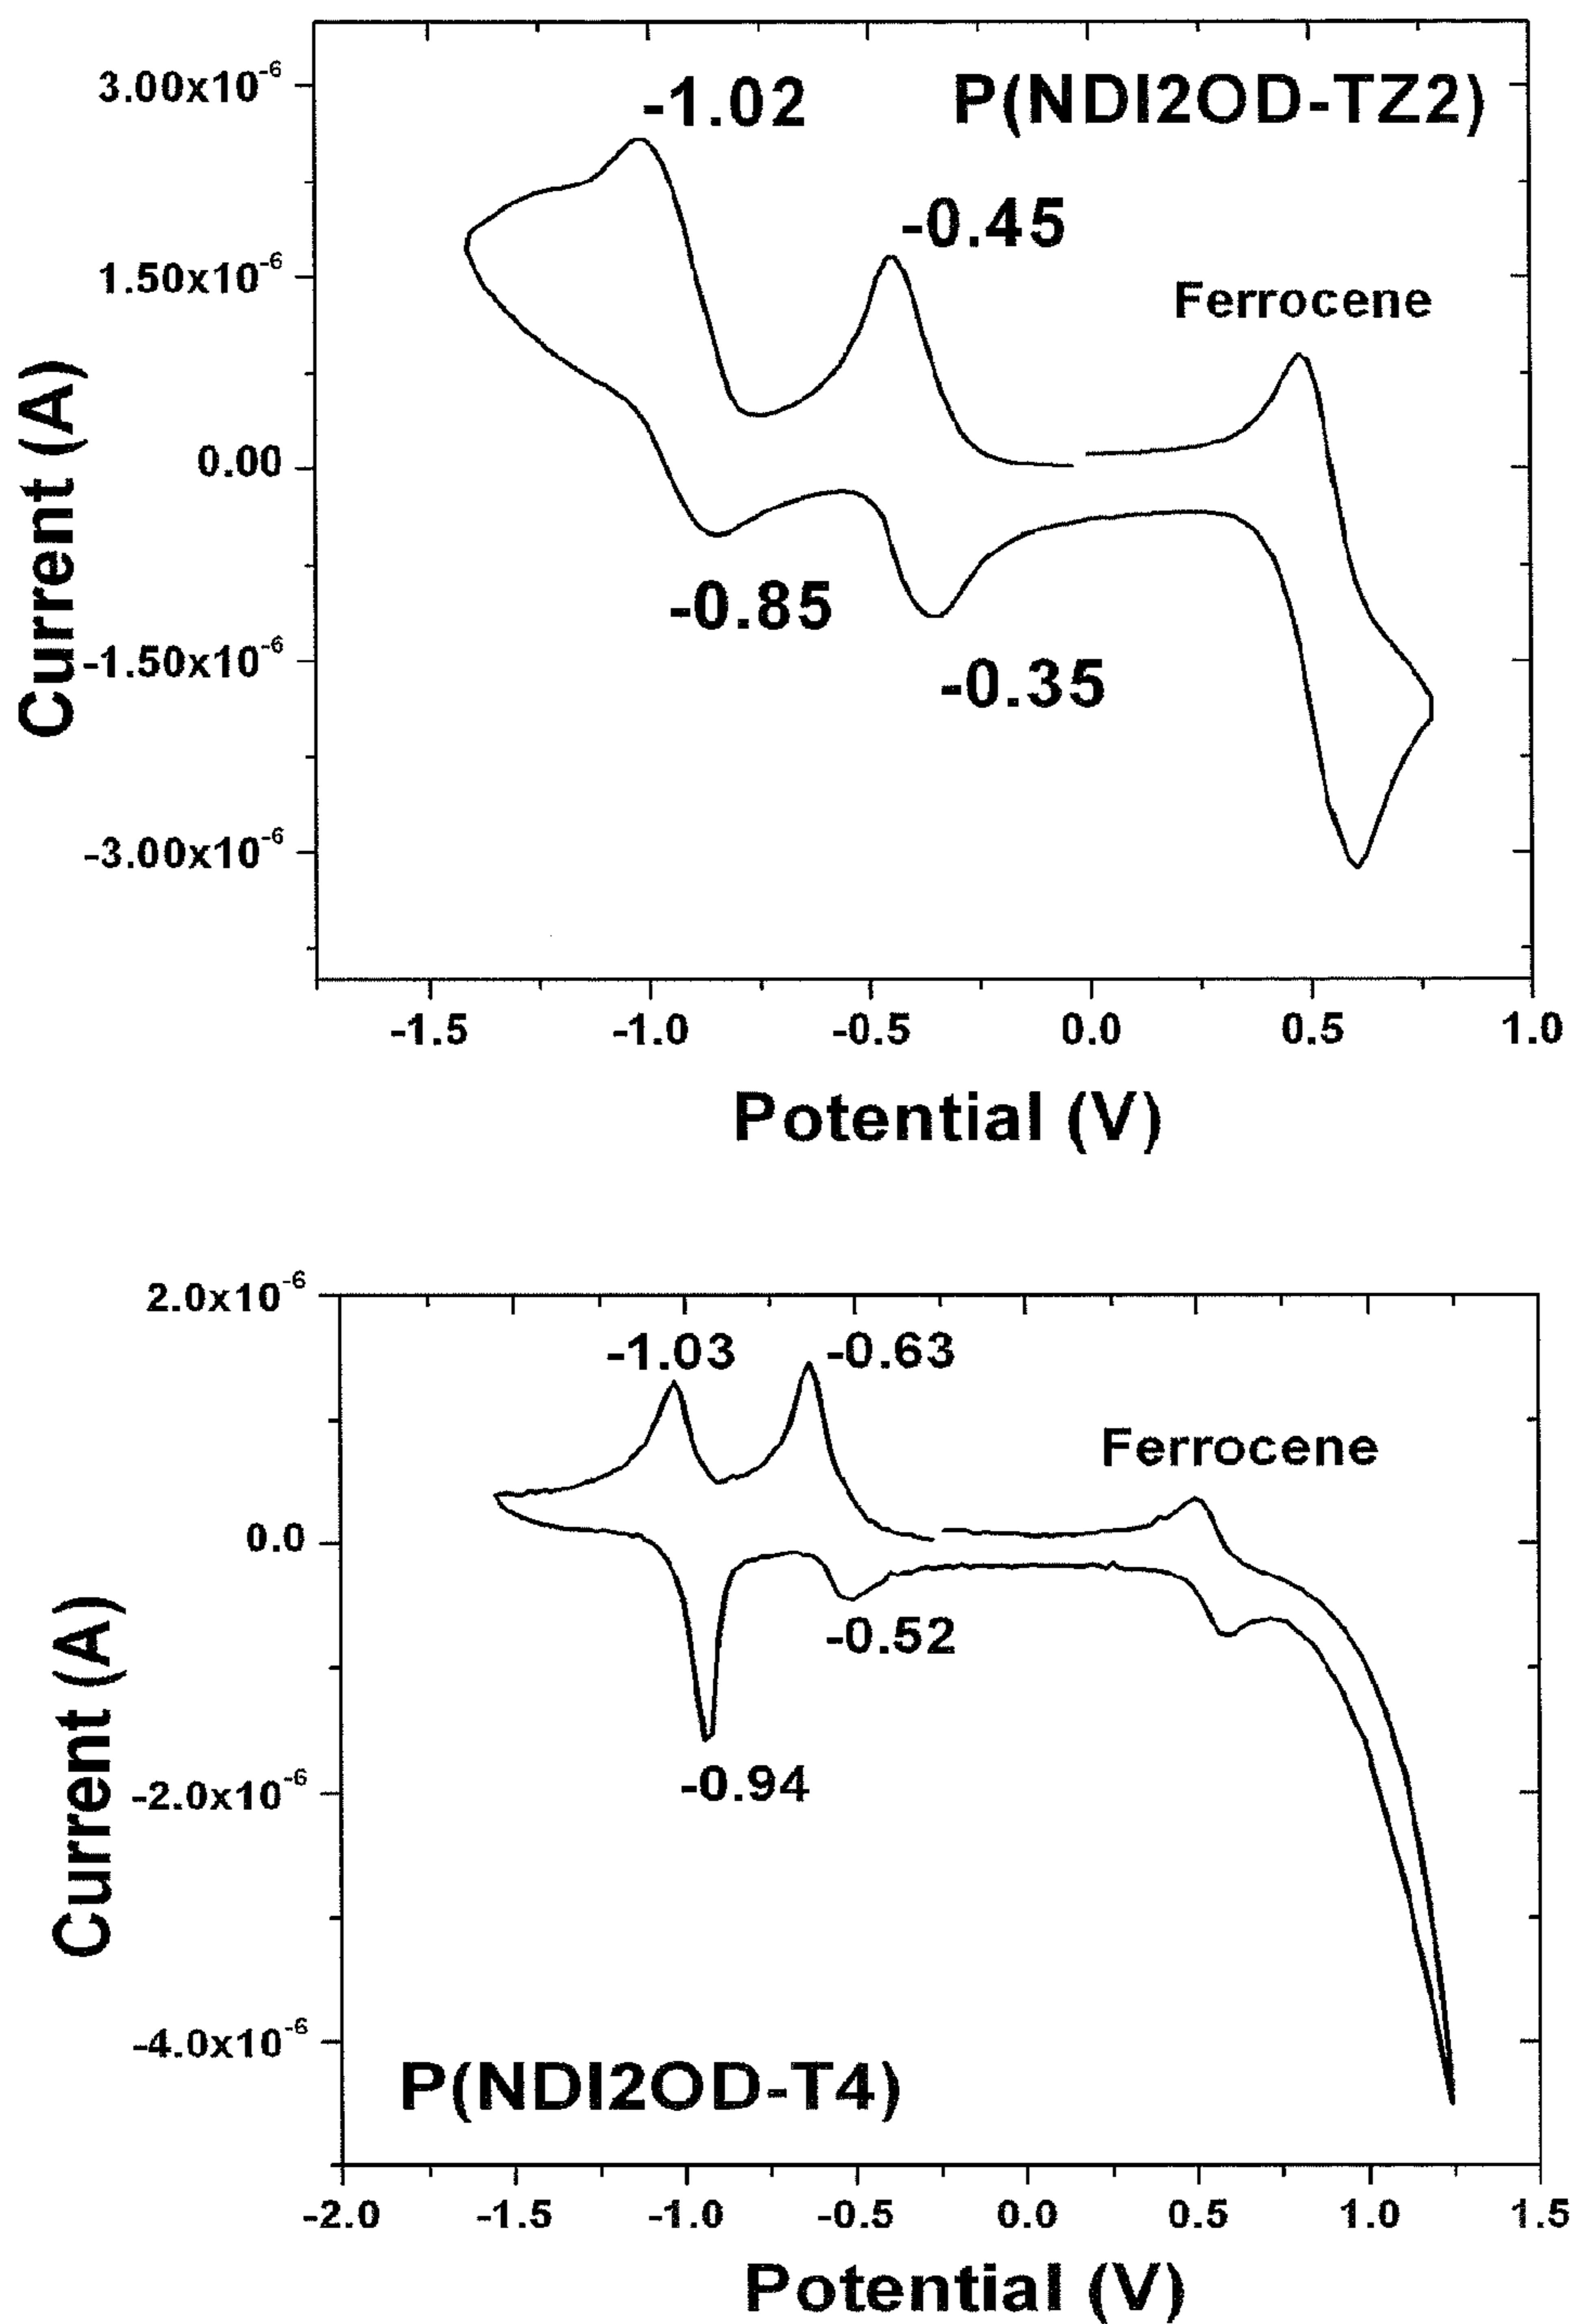 3.00x10⁻⁶
-1.02
P(NDI2OD-TZ2)
-0.45
1.50x10⁻⁶
Ferrocene
0.00
-0.85
-1.50x10⁻⁶
-0.35
-3.00x10⁻⁶
Current (A)
-1.5 -1.0 -0.5 0.0 0.5 1.0
Potential (V)
2.0x10⁻⁶
-1.03
-0.63
Ferrocene
0.0
-0.52
-0.94
-2.0x10⁻⁶
-4.0x10⁻⁶
P(NDI2OD-T4)
Current (A)
-2.0 -1.5 -1.0 -0.5 0.0 0.5 1.0 1.5
Potential (V)